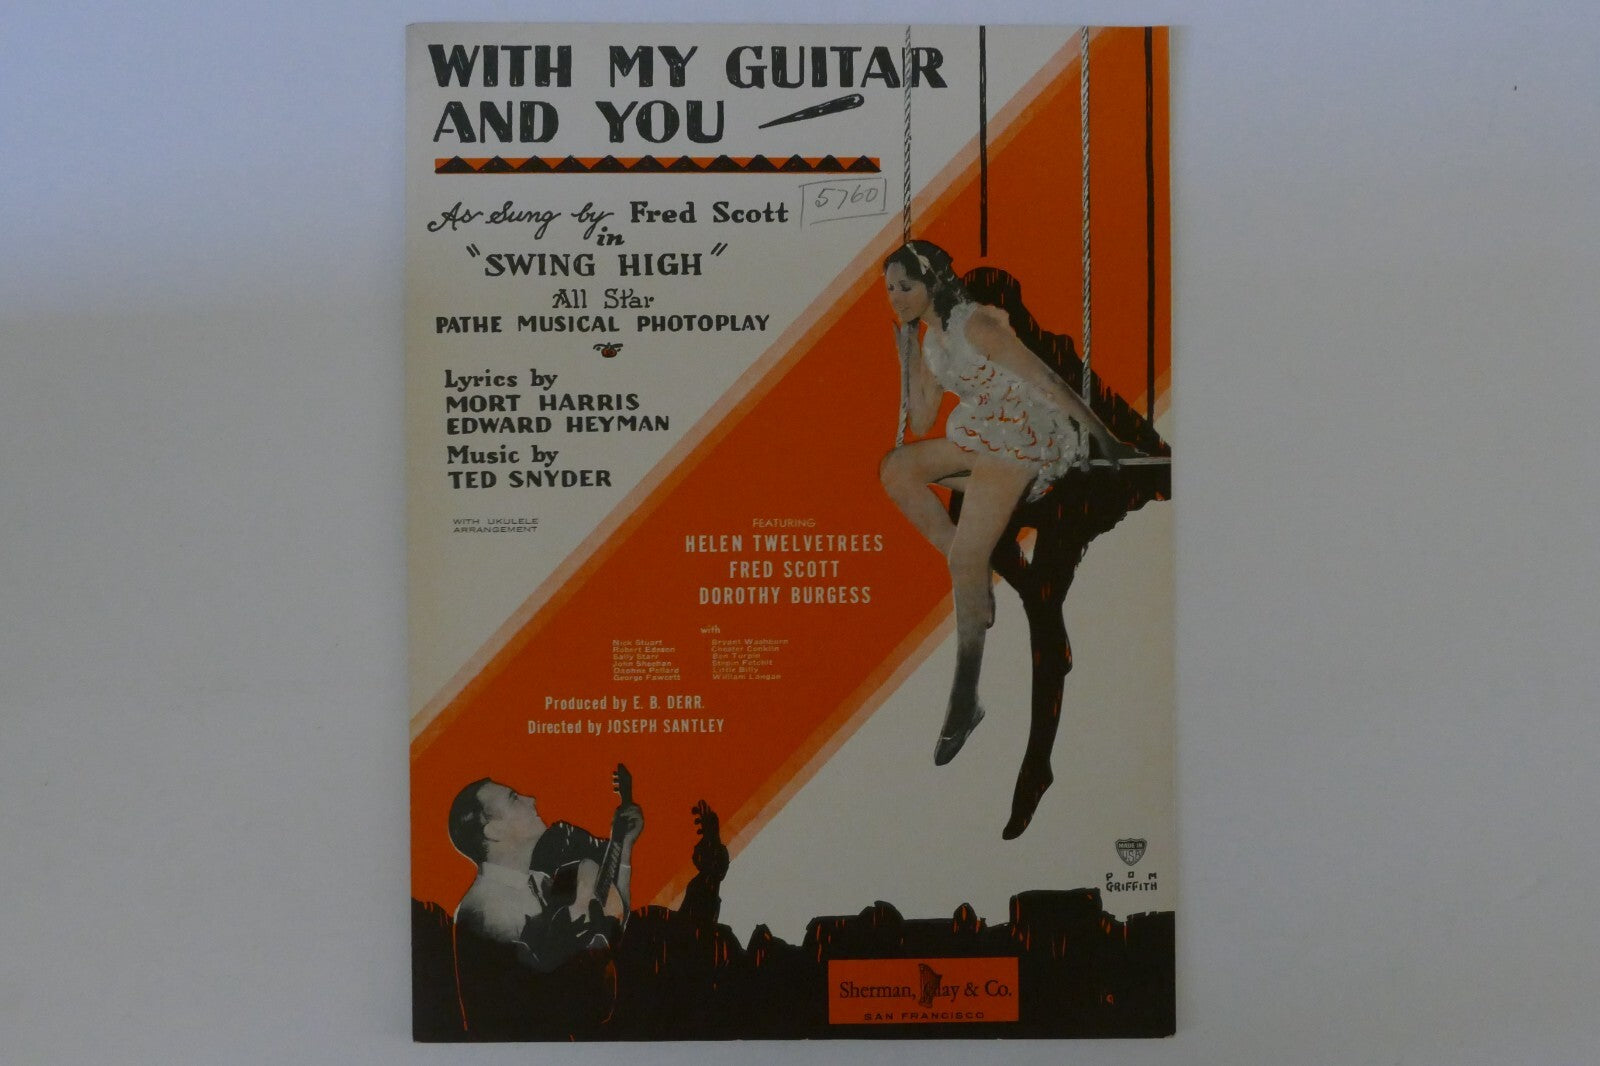 WITH MY GUITAR
AND YOU
5760
As Sung by Fred Scott
in
"SWING HIGH"
All Star
PATHE MUSICAL PHOTOPLAY
Lyrics by
MORT HARRIS
EDWARD HEYMAN
Music by
TED SNYDER
WITH UKULELE
ARRANGEMENT
FEATURING
HELEN TWELVETREES
FRED SCOTT
DOROTHY BURGESS
with
Nick Stuart
Robert Edeson
Sally Starr
John Sheehan
Daphne Pollard
George Fawcett
Bryant Washburn
Chester Conklin
Ben Turpin
Stepin Fetchit
Little Billy
William Langan
Produced by E. B. DERR.
Directed by JOSEPH SANTLEY
MADE IN
USA
POM
GRIFFITH
Sherman, Clay & Co.
SAN FRANCISCO